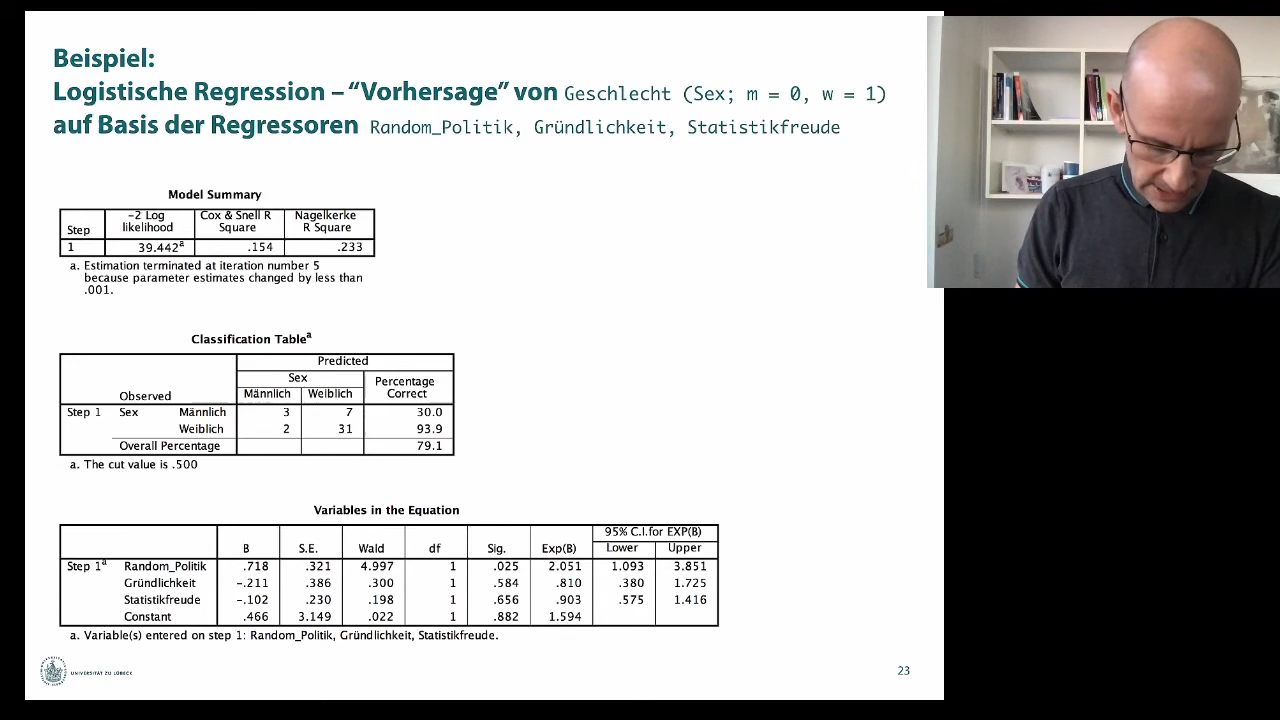 Beispiel:
Logistische Regression – “Vorhersage” von Geschlecht (Sex; m = 0, w = 1)
auf Basis der Regressoren Random_Politik, Gründlichkeit, Statistikfreude
Model Summary
Step -2 Log likelihood Cox & Snell R Square Nagelkerke R Square
1 39.442a .154 .233
a. Estimation terminated at iteration number 5
because parameter estimates changed by less than
.001.
Classification Tablea
Predicted
Sex Percentage Correct
Observed Männlich Weiblich
Step 1 Sex Männlich 3 7 30.0
Weiblich 2 31 93.9
Overall Percentage 79.1
a. The cut value is .500
Variables in the Equation
95% C.I.for EXP(B)
B S.E. Wald df Sig. Exp(B) Lower Upper
Step 1a Random_Politik .718 .321 4.997 1 .025 2.051 1.093 3.851
Gründlichkeit -.211 .386 .300 1 .584 .810 .380 1.725
Statistikfreude -.102 .230 .198 1 .656 .903 .575 1.416
Constant .466 3.149 .022 1 .882 1.594
a. Variable(s) entered on step 1: Random_Politik, Gründlichkeit, Statistikfreude.
UNIVERSITÄT ZU LÜBECK
23